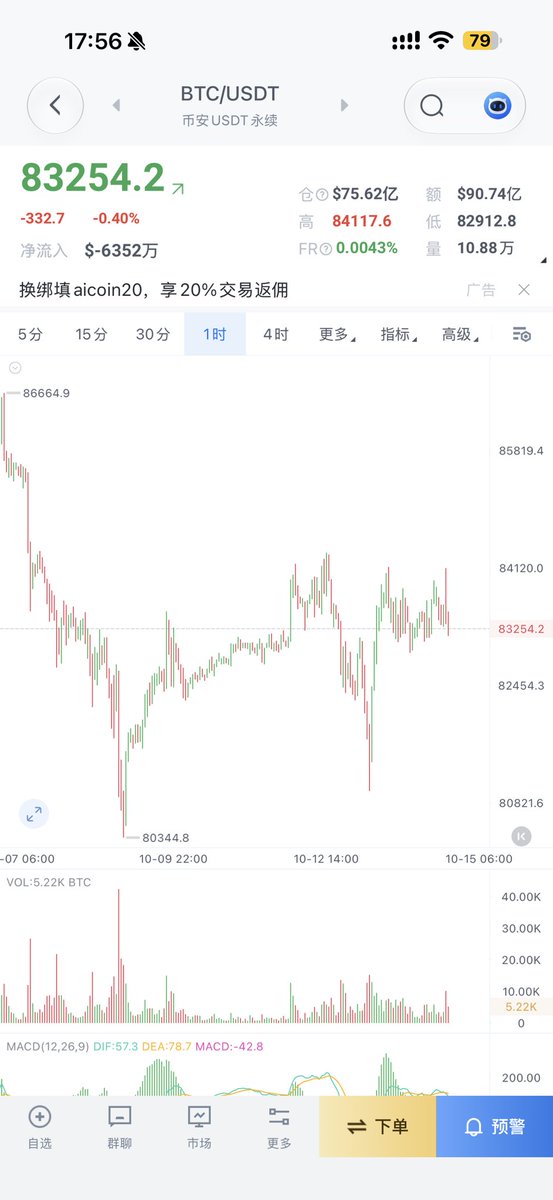 17:56
79
BTC/USDT
币安USDT永续
83254.2
-332.7 -0.40%
净流入 $-6352万
仓 $75.62亿 额 $90.74亿
高 84117.6 低 82912.8
FR 0.0043% 量 10.88万
换绑填aicoin20，享20%交易返佣 广告
5分 15分 30分 1时 4时 更多 指标 高级
86664.9
85819.4
84120.0
83254.2
82454.3
80821.6
80344.8
-07 06:00 10-09 22:00 10-12 14:00 10-15 06:00
VOL:5.22K BTC
40.00K
30.00K
20.00K
10.00K
5.22K
0
MACD(12,26,9) DIF:57.3 DEA:78.7 MACD:-42.8
200.00
自选 群聊 市场 更多 下单 预警